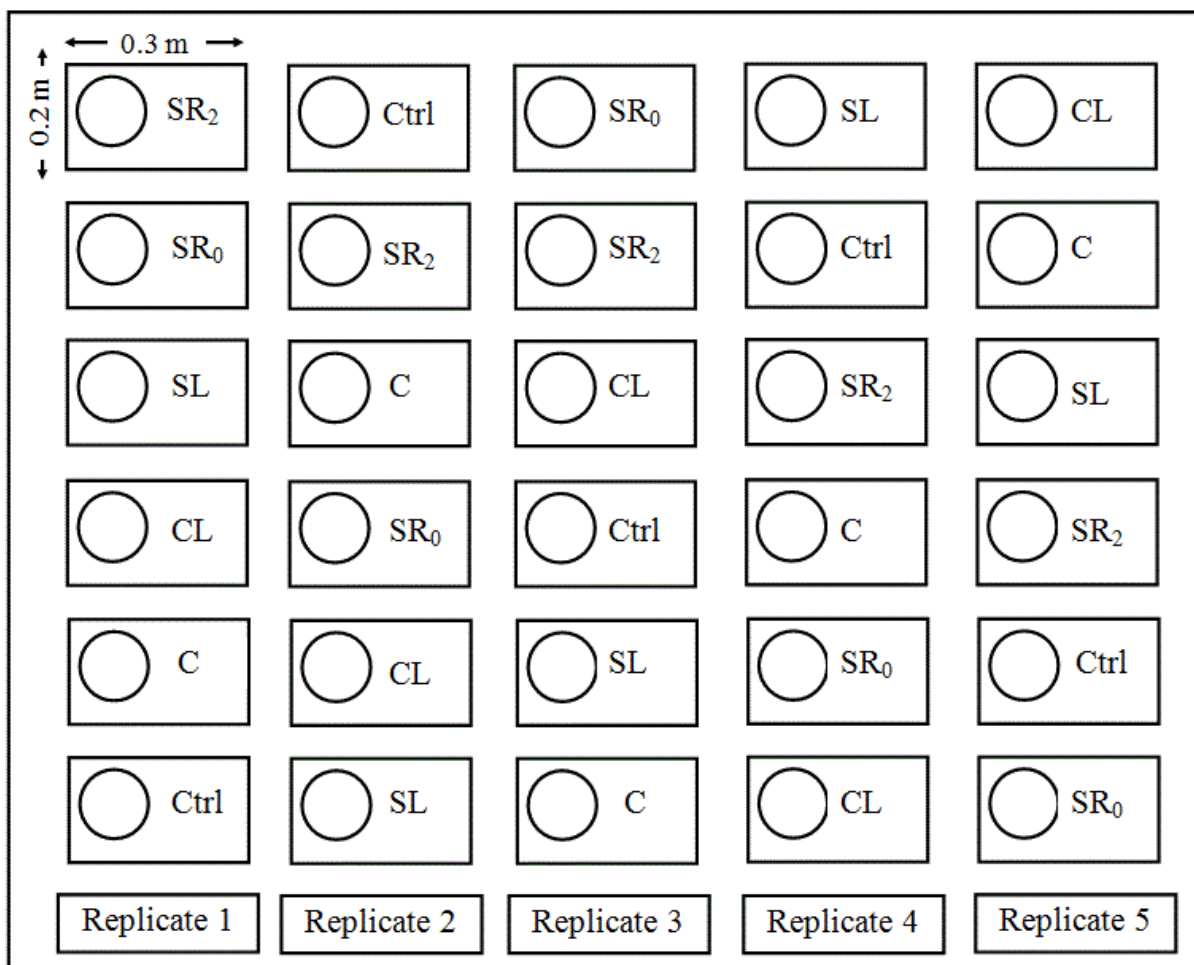 0.3 m
0.2 m
SR₂ Ctrl SR₀ SL CL
SR₀ SR₂ SR₂ Ctrl C
SL C CL SR₂ SL
CL SR₀ Ctrl C SR₂
C CL SL SR₀ Ctrl
Ctrl SL C CL SR₀
Replicate 1 Replicate 2 Replicate 3 Replicate 4 Replicate 5